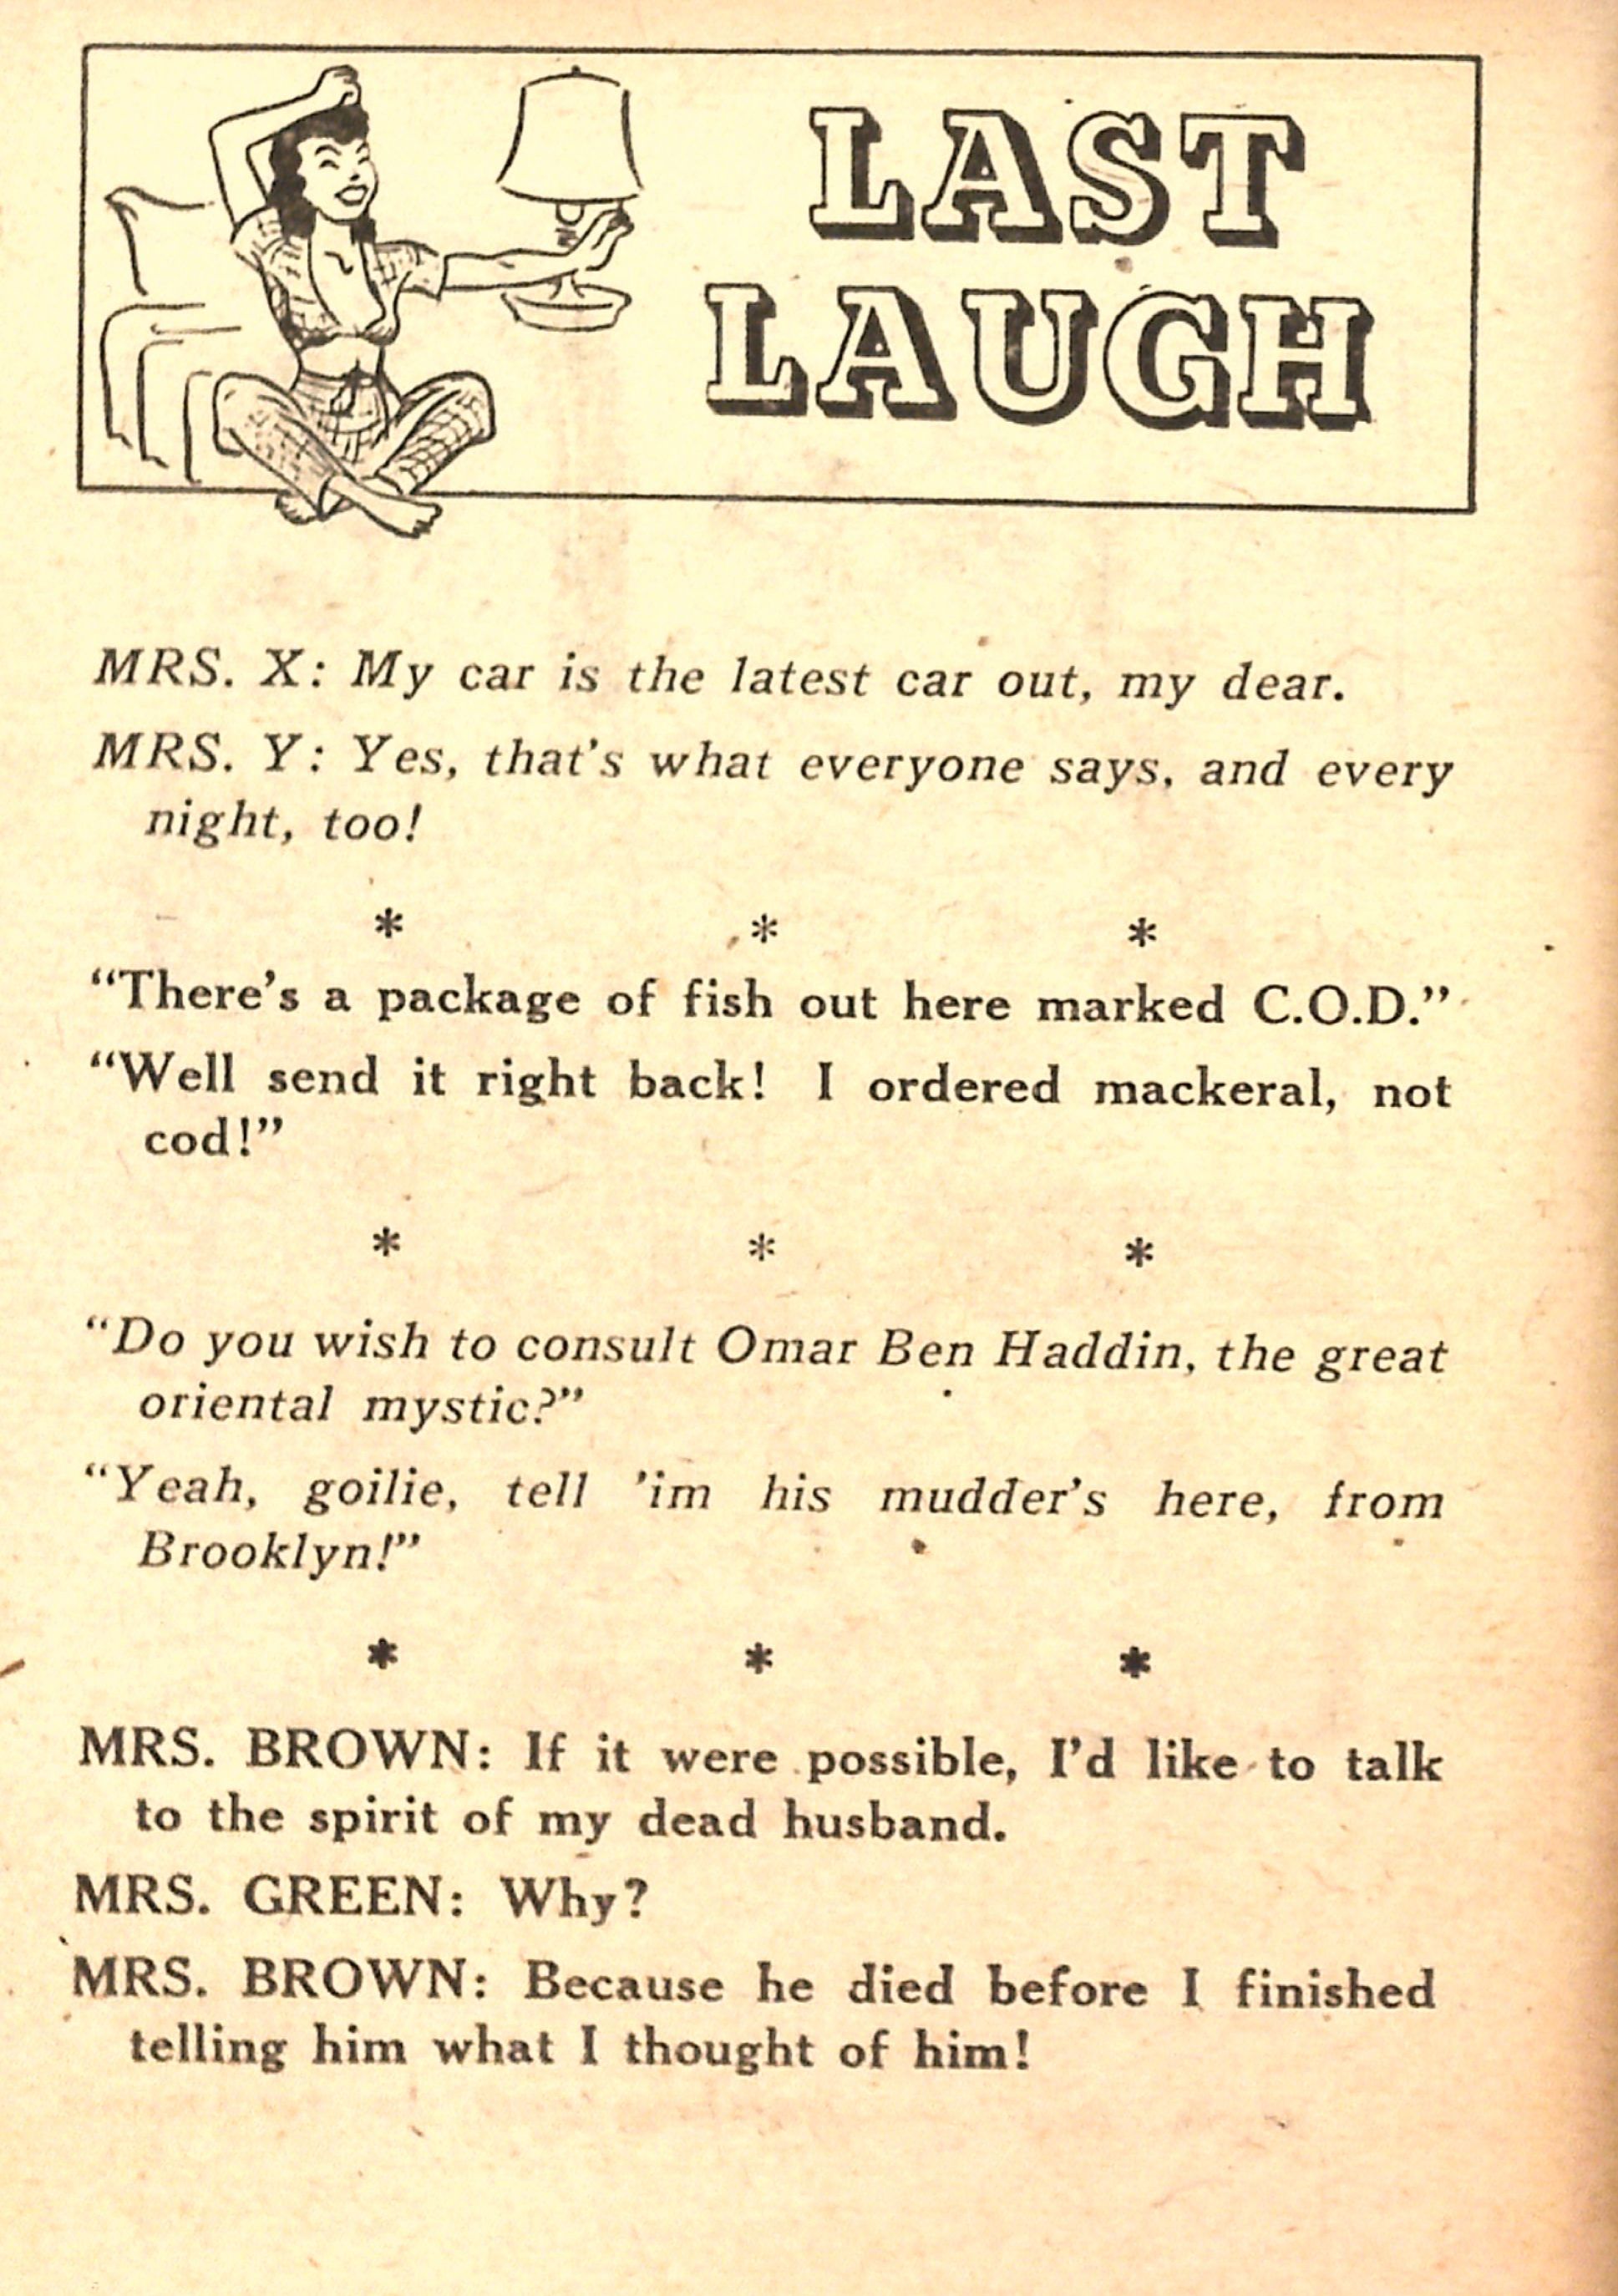 LAST
LAUGH
MRS. X: My car is the latest car out, my dear.
MRS. Y: Yes, that's what everyone says, and every
night, too!
* * *
“There's a package of fish out here marked C.O.D.”
“Well send it right back! I ordered mackeral, not
cod!”
* * *
“Do you wish to consult Omar Ben Haddin, the great
oriental mystic?”
“Yeah, goilie, tell 'im his mudder's here, from
Brooklyn!”
* * *
MRS. BROWN: If it were possible, I'd like to talk
to the spirit of my dead husband.
MRS. GREEN: Why?
MRS. BROWN: Because he died before I finished
telling him what I thought of him!